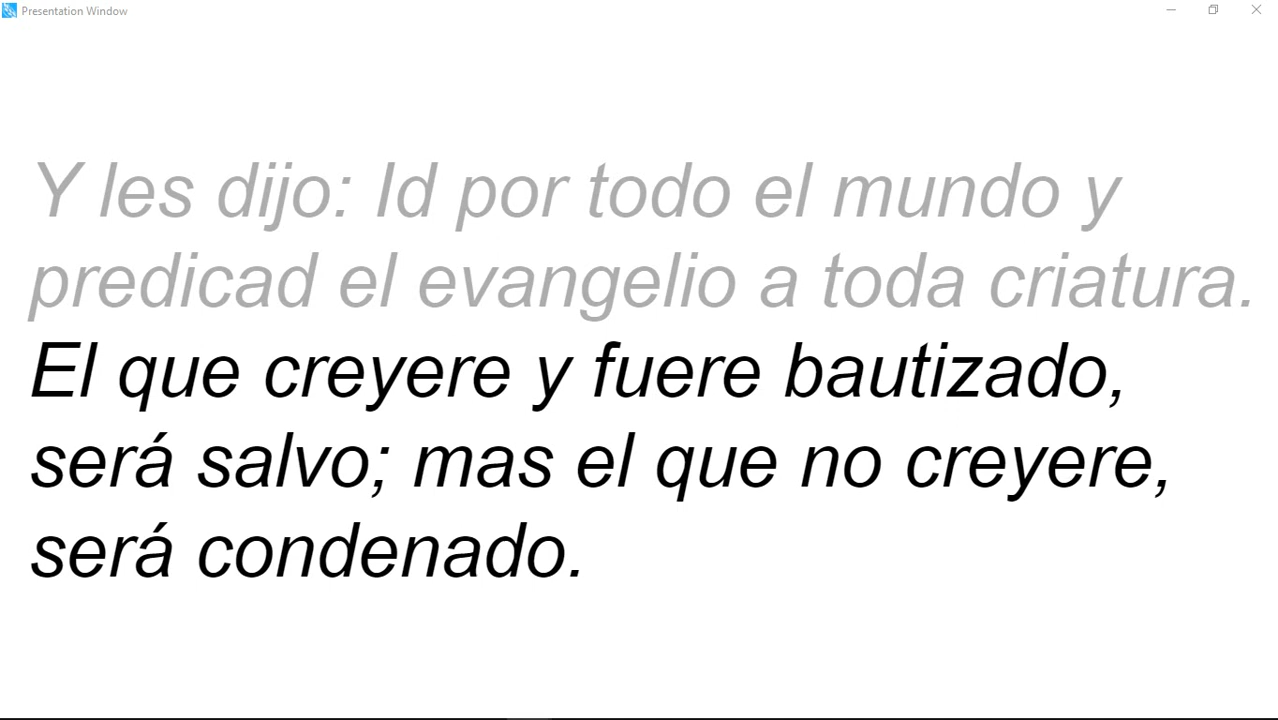 Presentation Window
Y les dijo: Id por todo el mundo y
predicad el evangelio a toda criatura.
El que creyere y fuere bautizado,
será salvo; mas el que no creyere,
será condenado.